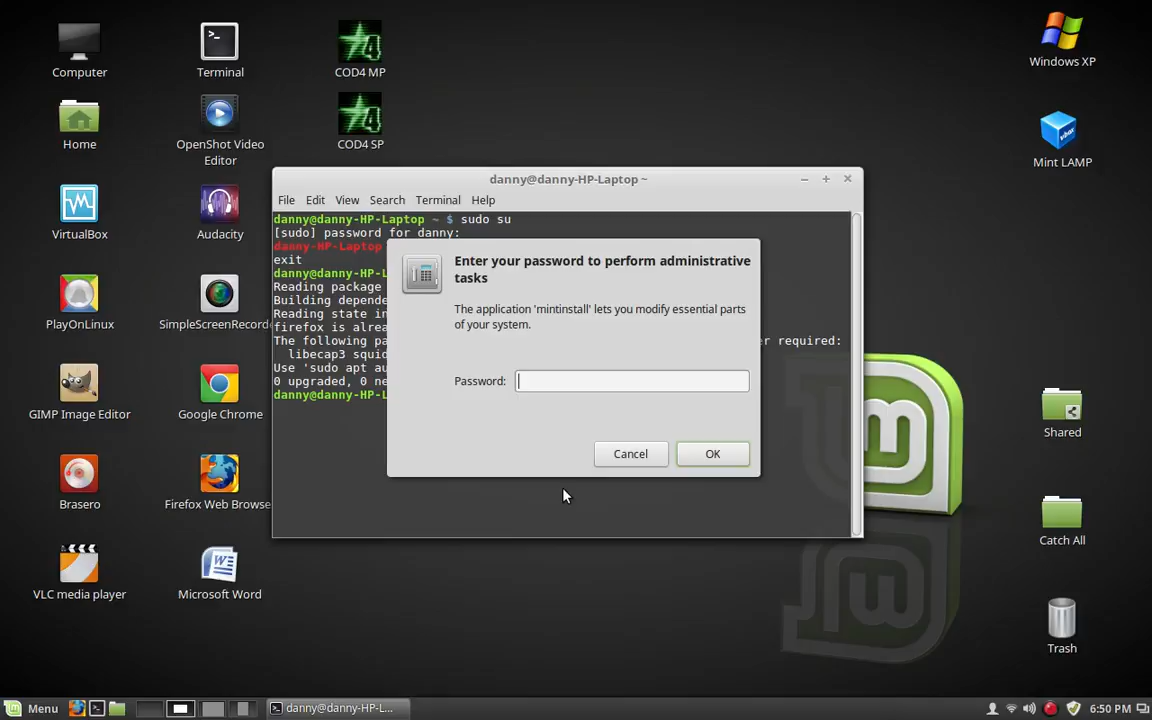 Computer
Terminal
COD4 MP
Windows XP
Home
OpenShot Video
Editor
COD4 SP
Mint LAMP
VirtualBox
Audacity
PlayOnLinux
SimpleScreenRecord
GIMP Image Editor
Google Chrome
Brasero
Firefox Web Browse
VLC media player
Microsoft Word
Shared
Catch All
Trash
danny@danny-HP-Laptop ~
File Edit View Search Terminal Help
danny@danny-HP-Laptop ~ $ sudo su
[sudo] password for danny:
danny-HP-Laptop
exit
danny@danny-HP-L
Reading package
Building depende
Reading state in
firefox is alrea
The following pa er required:
libecap3 squid
Use 'sudo apt au
0 upgraded, 0 ne
danny@danny-HP-L
Enter your password to perform administrative
tasks
The application 'mintinstall' lets you modify essential parts
of your system.
Password:
Cancel OK
Menu danny@danny-HP-L... 6:50 PM